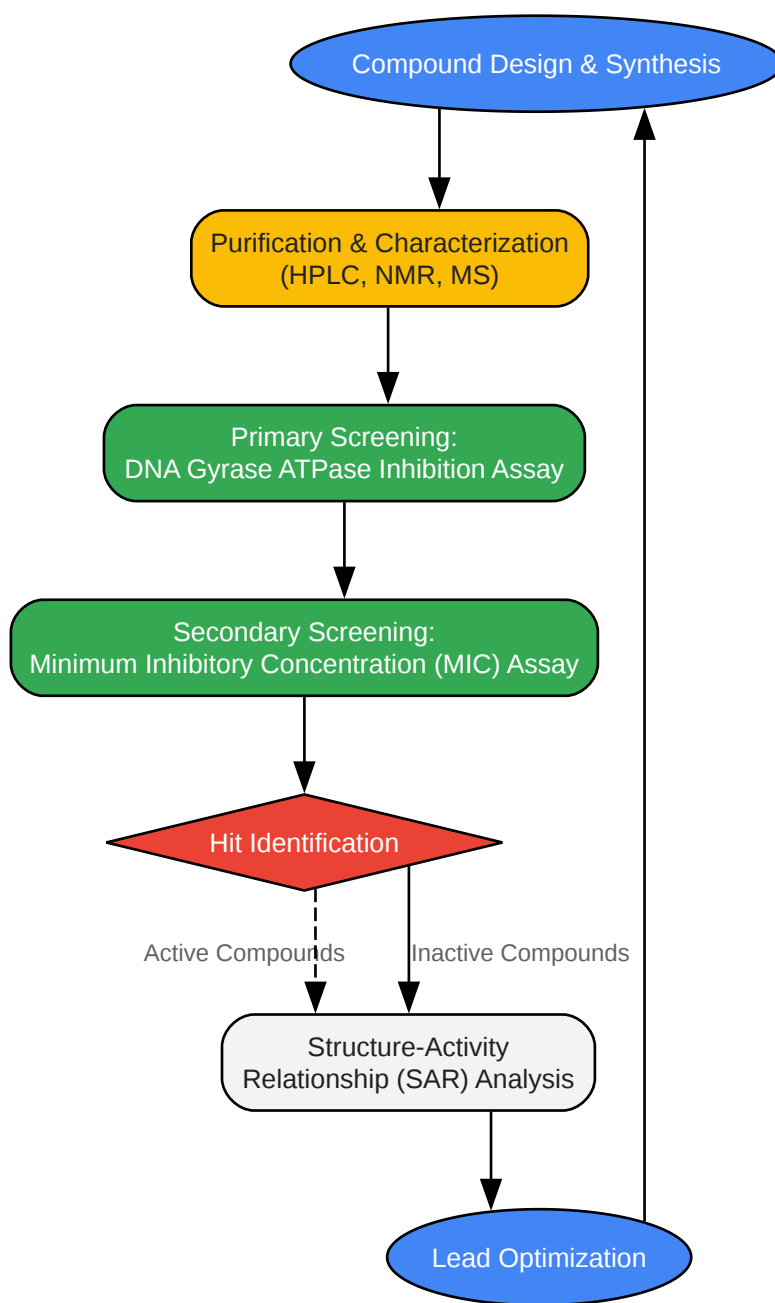 Compound Design & Synthesis
Purification & Characterization
(HPLC, NMR, MS)
Primary Screening:
DNA Gyrase ATPase Inhibition Assay
Secondary Screening:
Minimum Inhibitory Concentration (MIC) Assay
Hit Identification
Active Compounds
Inactive Compounds
Structure-Activity
Relationship (SAR) Analysis
Lead Optimization